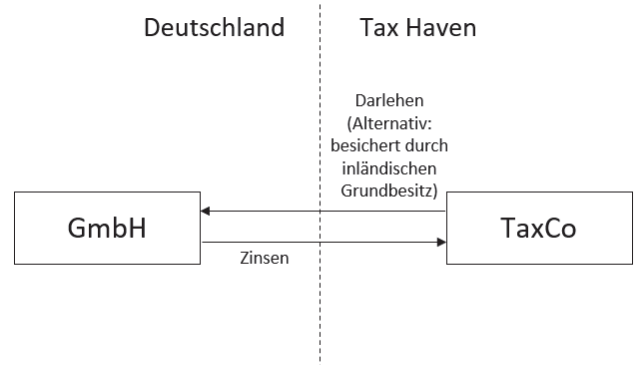 Deutschland
Tax Haven
Darlehen
(Alternativ:
besichert durch
inländischen
Grundbesitz)
GmbH
TaxCo
Zinsen